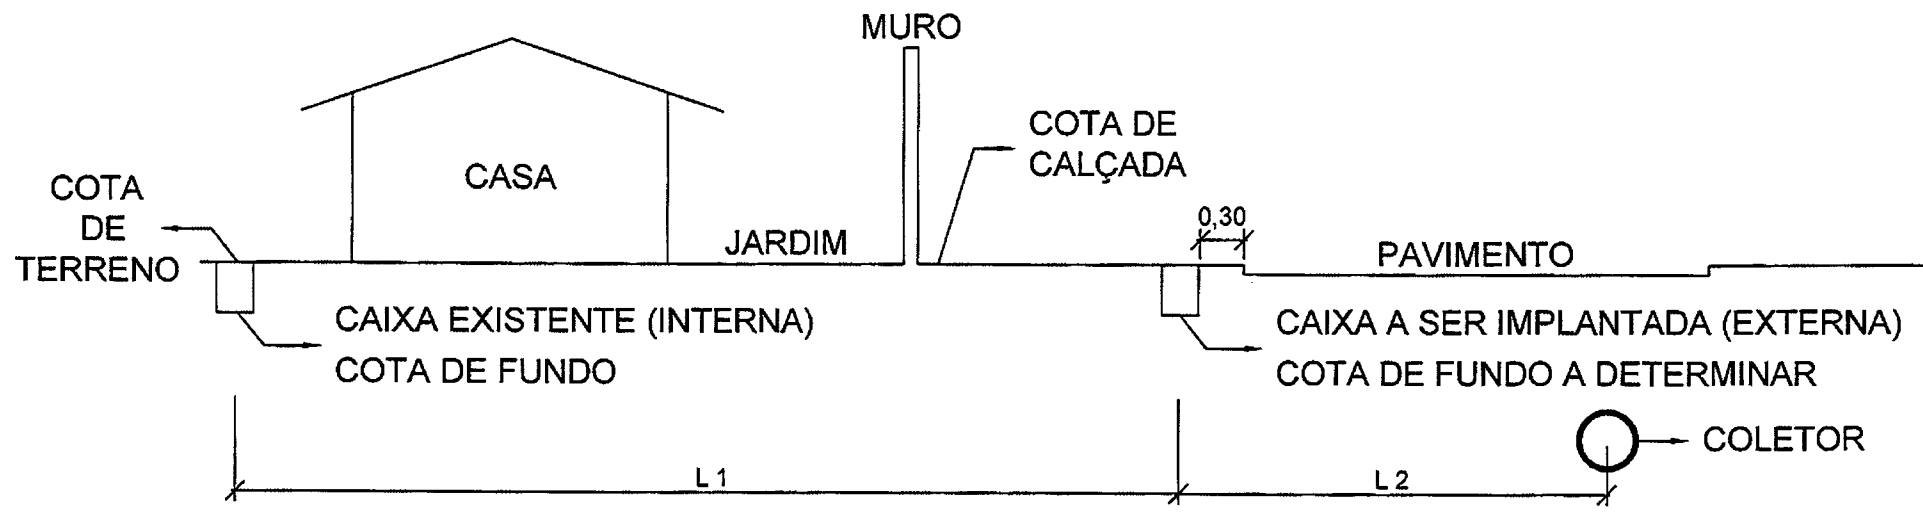 MURO
COTA DE
CALÇADA
CASA
COTA
DE
TERRENO
JARDIM
0,30
PAVIMENTO
CAIXA EXISTENTE (INTERNA)
COTA DE FUNDO
CAIXA A SER IMPLANTADA (EXTERNA)
COTA DE FUNDO A DETERMINAR
COLETOR
L 1
L 2